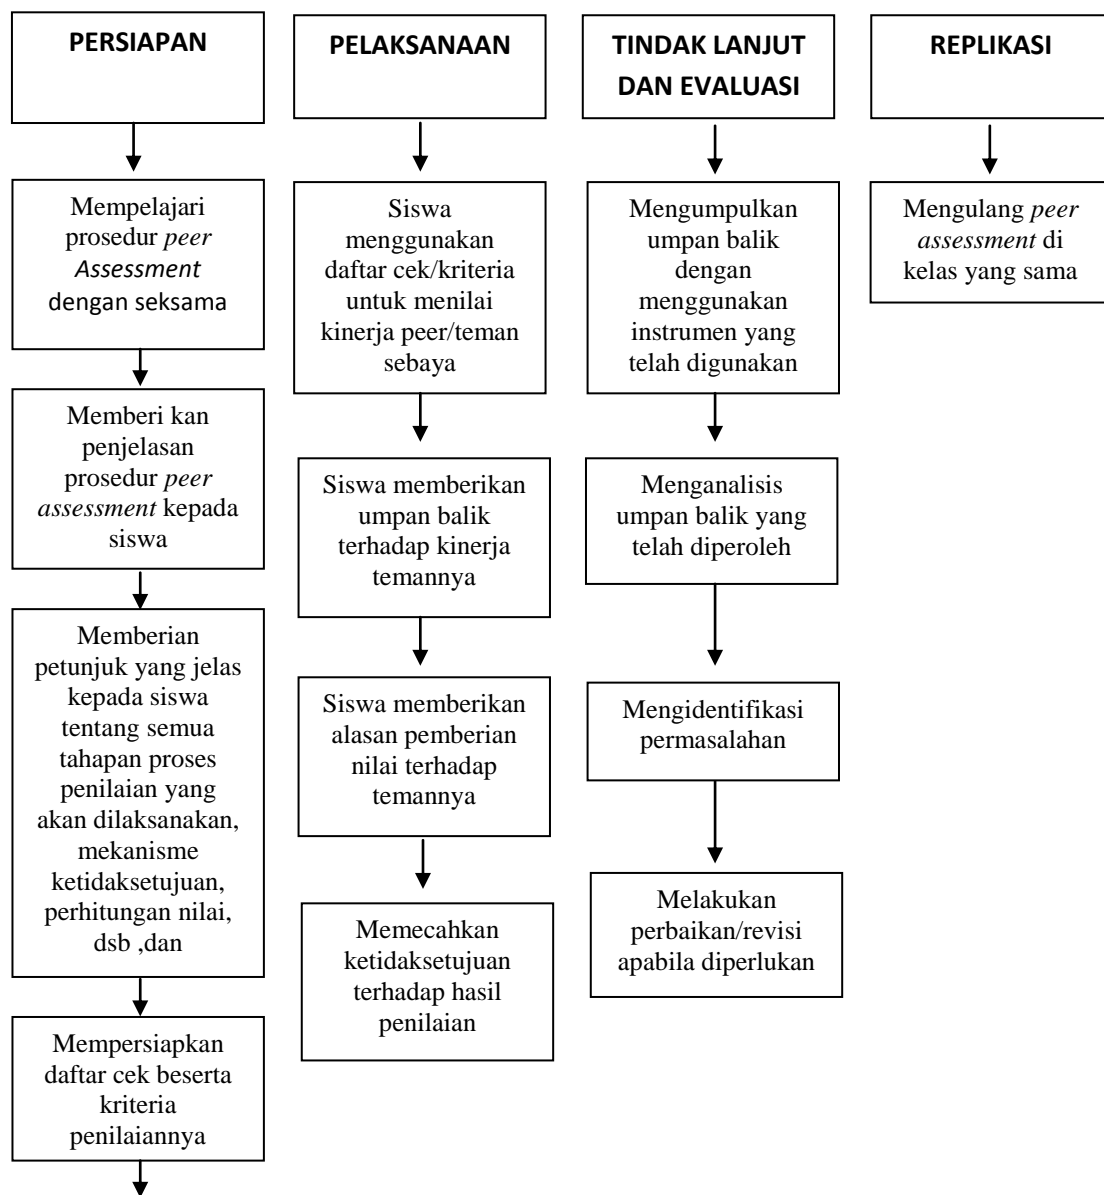 PERSIAPAN
Mempelajari
prosedur peer
Assessment
dengan seksama
Memberi kan
penjelasan
prosedur peer
assessment kepada
siswa
Memberian
petunjuk yang jelas
kepada siswa
tentang semua
tahapan proses
penilaian yang
akan dilaksanakan,
mekanisme
ketidaksetujuan,
perhitungan nilai,
dsb ,dan
Mempersiapkan
daftar cek beserta
kriteria
penilaiannya
PELAKSANAAN
Siswa
menggunakan
daftar cek/kriteria
untuk menilai
kinerja peer/teman
sebaya
Siswa memberikan
umpan balik
terhadap kinerja
temannya
Siswa memberikan
alasan pemberian
nilai terhadap
temannya
Memecahkan
ketidaksetujuan
terhadap hasil
penilaian
TINDAK LANJUT
DAN EVALUASI
Mengumpulkan
umpan balik
dengan
menggunakan
instrumen yang
telah digunakan
Menganalisis
umpan balik yang
telah diperoleh
Mengidentifikasi
permasalahan
Melakukan
perbaikan/revisi
apabila diperlukan
REPLIKASI
Mengulang peer
assessment di
kelas yang sama